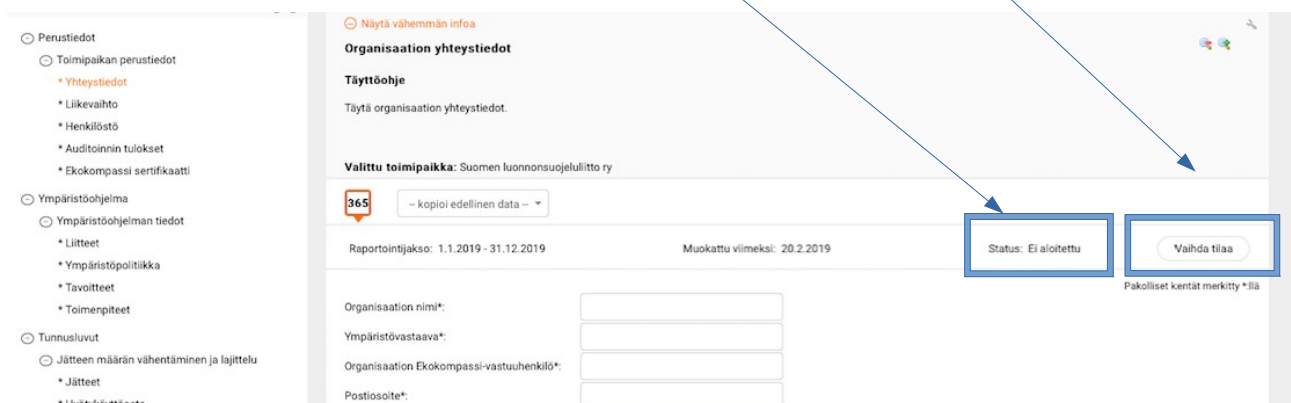 Perustiedot
Toimipaikan perustiedot
* Yhteystiedot
* Liikevaihto
* Henkilöstö
* Auditoinnin tulokset
* Ekokompassi sertifikaatti
Ympäristöohjelma
Ympäristöohjelman tiedot
* Liitteet
* Ympäristöpolitiikka
* Tavoitteet
* Toimenpiteet
Tunnusluvut
Jätteen määrän vähentäminen ja lajittelu
* Jätteet
Näytä vähemmän infoa
Organisaation yhteystiedot
Täyttöohje
Täytä organisaation yhteystiedot.
Valittu toimipaikka: Suomen luonnonsuojeluliitto ry
365 – kopioi edellinen data –
Raportointijakso: 1.1.2019 - 31.12.2019 Muokattu viimeksi: 20.2.2019 Status: Ei aloitettu Vaihda tilaa
Pakolliset kentät merkitty *:llä
Organisaation nimi*:
Ympäristövastaava*:
Organisaation Ekokompassi-vastuuhenkilö*:
Postiosoite*: